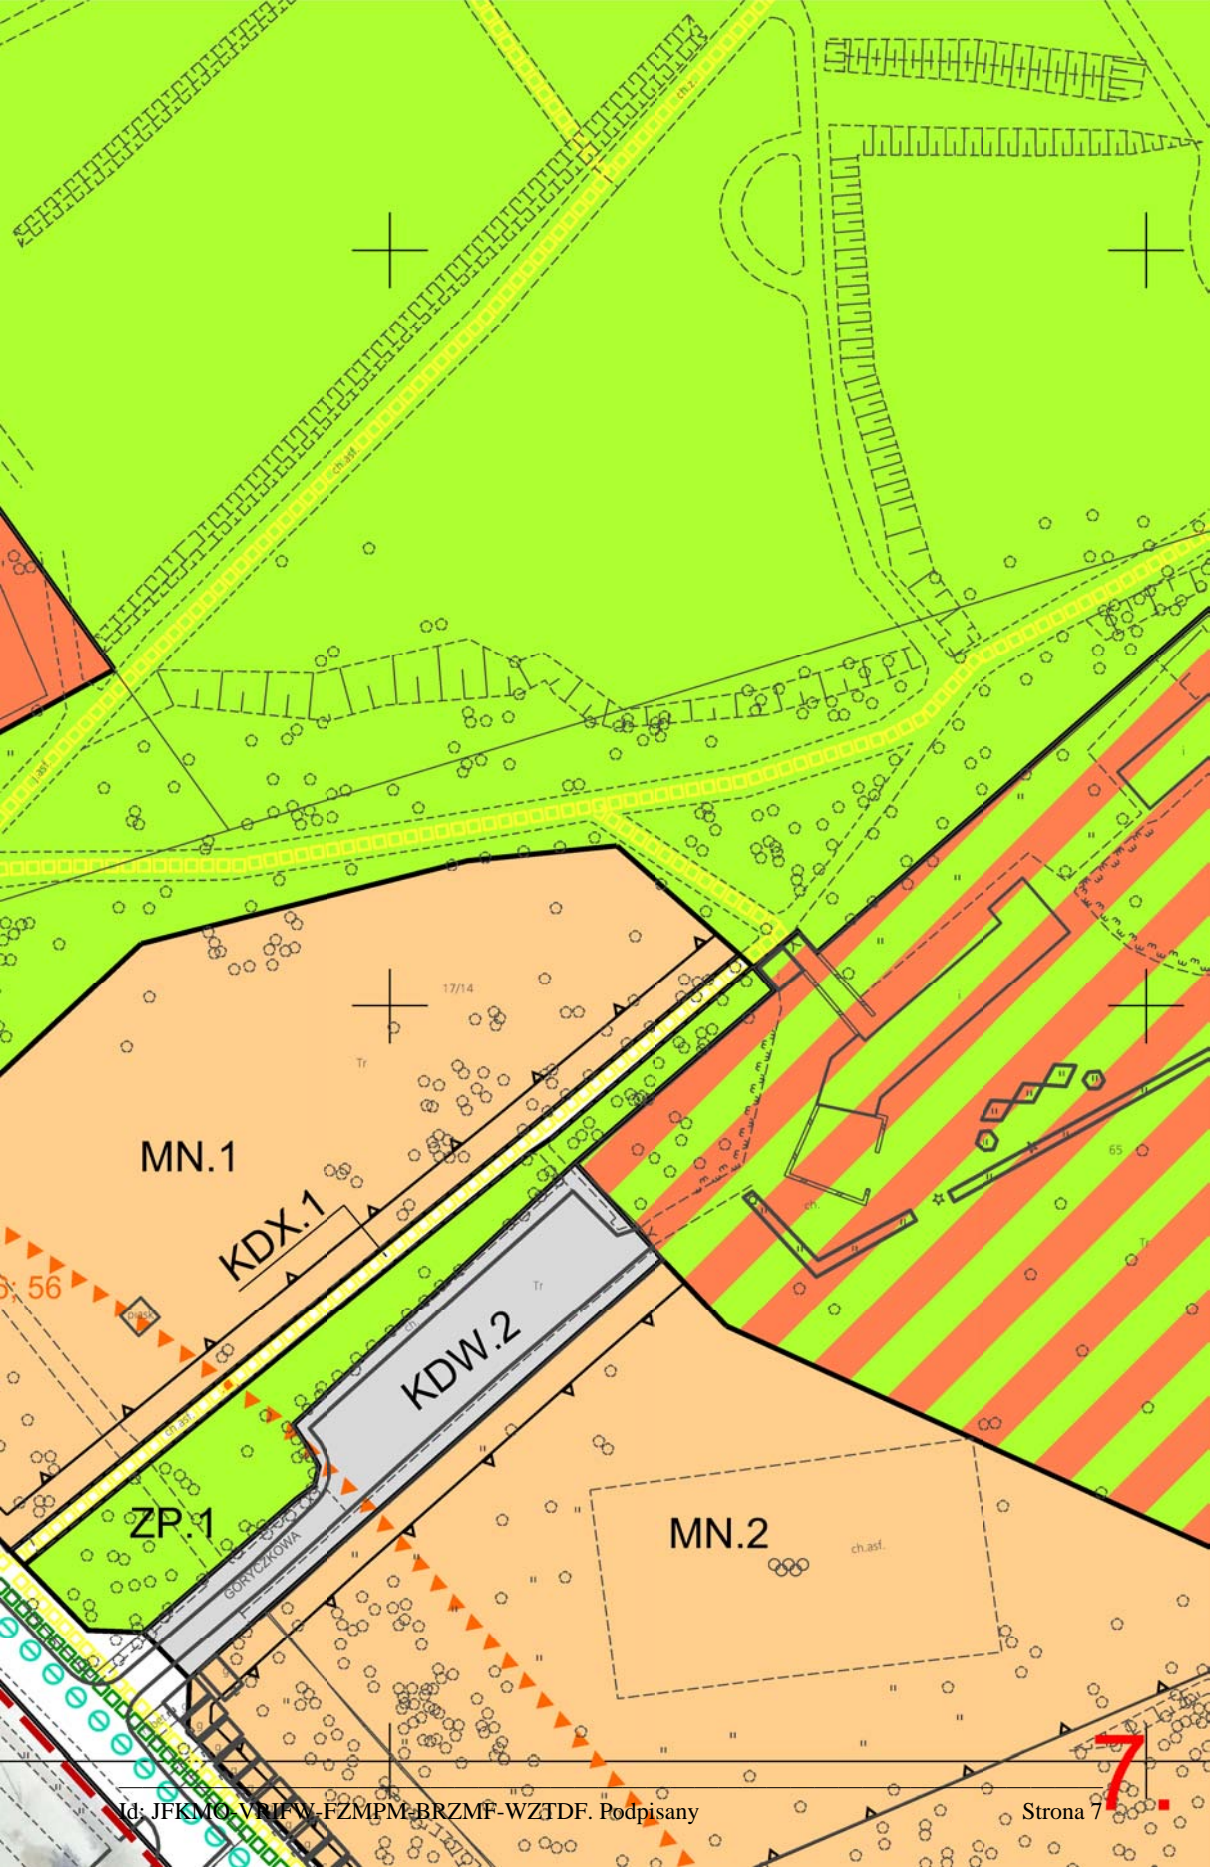 ch.ż.
ch.asf.
j.asf.
17/14
Tr
i
i
MN.1
KDX.1
65
ch.
Tr
5; 56
piask
Tr
ch.
KDW.2
ch.asf.
ZP.1
MN.2
ch.asf.
GORYCZKOWA
bet.
g
g
g
g
g
7.
Id: JFKMO-VRIFW-FZMPM-BRZMF-WZTDF. Podpisany
Strona 7